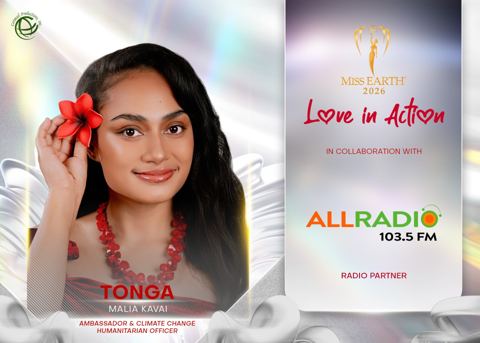 MISS EARTH
2026
Love in Action
IN COLLABORATION WITH
ALLRADIO
103.5 FM
RADIO PARTNER
TONGA
MALIA KAVAI
AMBASSADOR & CLIMATE CHANGE
HUMANITARIAN OFFICER